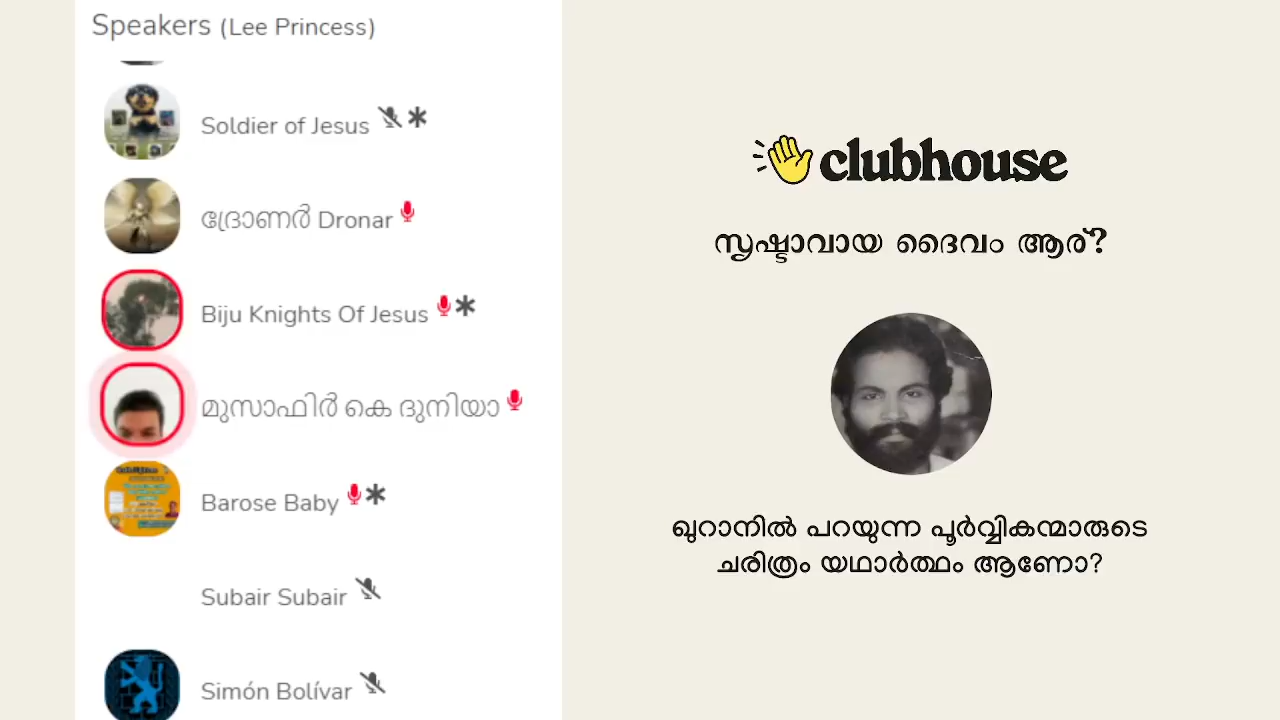 Speakers (Lee Princess)
Soldier of Jesus
ദ്രോണർ Dronar
Biju Knights Of Jesus
മുസാഫിർ കെ ദുനിയാ
Barose Baby
Subair Subair
Simón Bolívar
clubhouse
സൃഷ്ടാവായ ദൈവം ആര്?
ഖുറാനിൽ പറയുന്ന പൂർവ്വികന്മാരുടെ
ചരിത്രം യഥാർത്ഥം ആണോ?